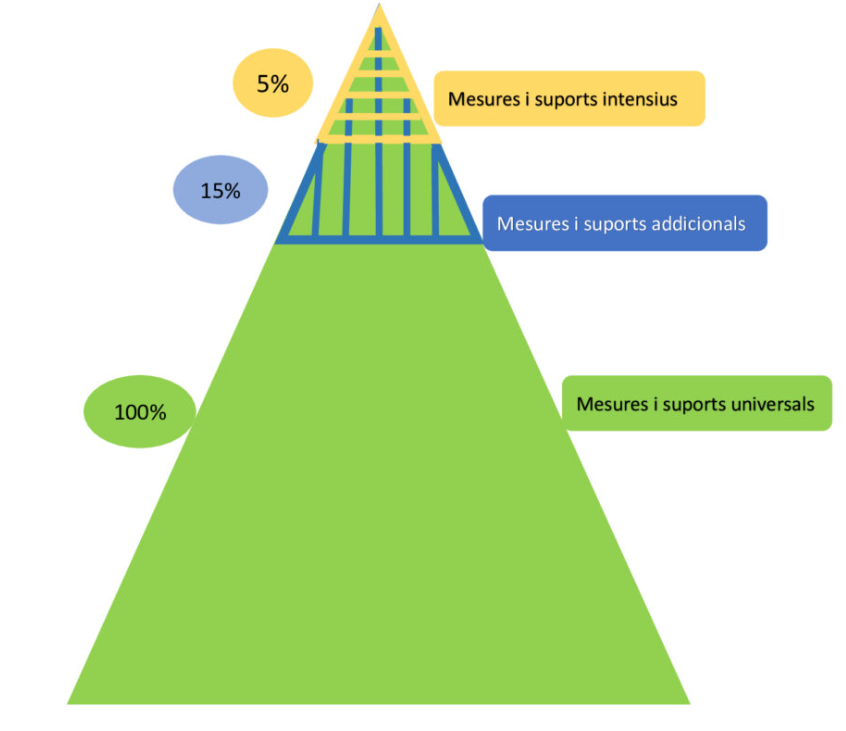 5%
Mesures i suports intensius
15%
Mesures i suports addicionals
100%
Mesures i suports universals